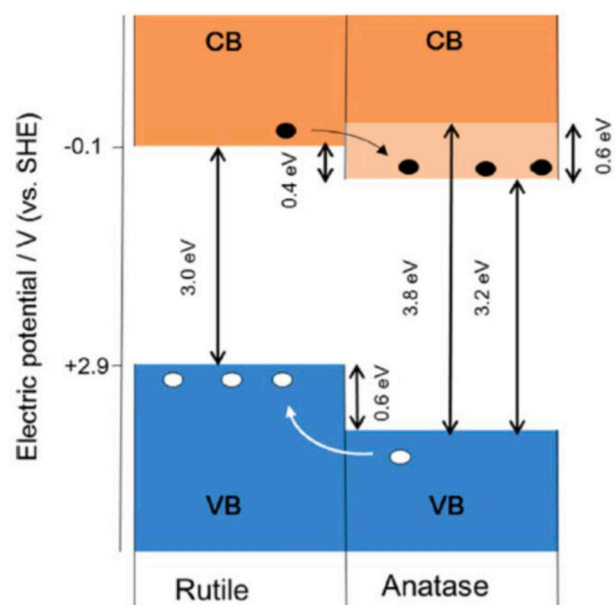 CB
CB
Electric potential / V (vs. SHE)
-0.1
0.4 eV
0.6 eV
3.0 eV
3.8 eV
3.2 eV
+2.9
0.6 eV
VB
VB
Rutile
Anatase